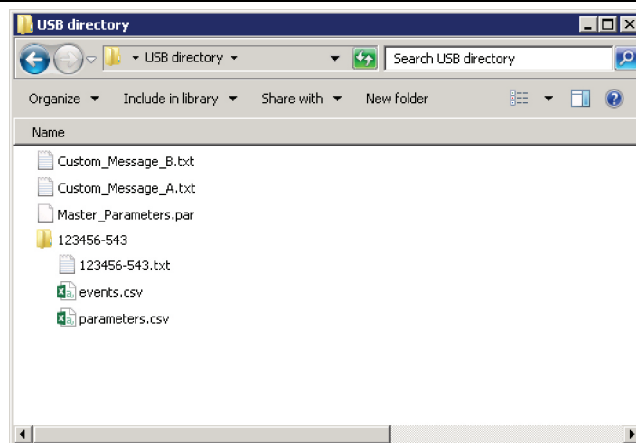 USB directory
USB directory
Search USB directory
Organize
Include in library
Share with
New folder
Name
Custom_Message_B.txt
Custom_Message_A.txt
Master_Parameters.par
123456-543
123456-543.txt
events.csv
parameters.csv